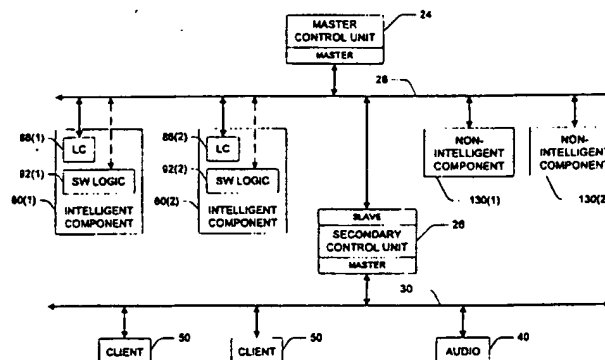 MASTER
CONTROL UNIT
MASTER
24
28
88(1)
LC
92(1)
SW LOGIC
80(1)
INTELLIGENT
COMPONENT
88(2)
LC
92(2)
SW LOGIC
80(2)
INTELLIGENT
COMPONENT
NON-
INTELLIGENT
COMPONENT
130(1)
NON-
INTELLIGENT
COMPONENT
130(2)
SLAVE
SECONDARY
CONTROL UNIT
MASTER
26
30
CLIENT
50
CLIENT
50
AUDIO
40